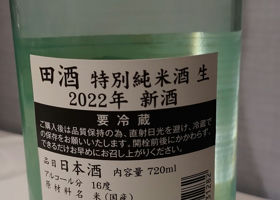 田酒 特別純米酒 生
2022年 新酒
要冷蔵
ご購入後は品質保持の為、直射日光を避け、冷蔵で
の保存をお願いいたします。開栓前後にかかわらず、
できるだけお早めにお召し上がりください。
品目 日本酒 内容量 720ml
アルコール分 16度
原材料名 米(国産)